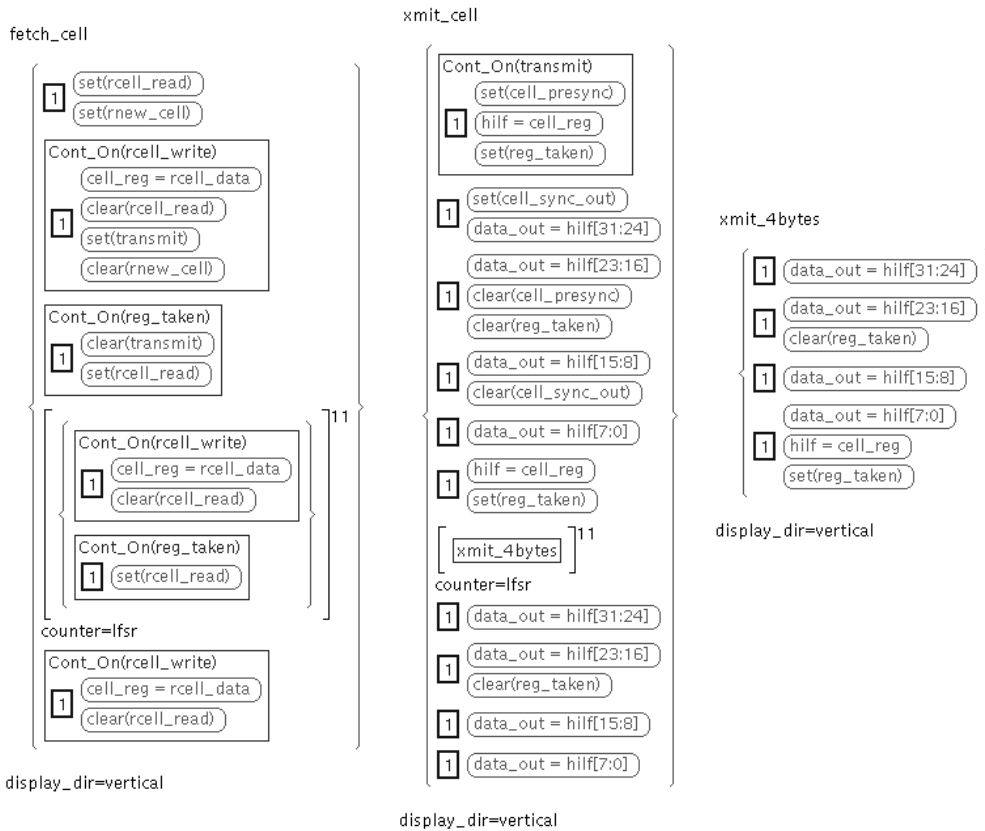 fetch_cell
1
set(rcell_read)
set(rnew_cell)
Cont_On(rcell_write)
cell_reg = rcell_data
1
clear(rcell_read)
set(transmit)
clear(rnew_cell)
Cont_On(reg_taken)
1
clear(transmit)
set(rcell_read)
11
Cont_On(rcell_write)
1
cell_reg = rcell_data
clear(rcell_read)
Cont_On(reg_taken)
1
set(rcell_read)
counter=lfsr
Cont_On(rcell_write)
1
cell_reg = rcell_data
clear(rcell_read)
display_dir=vertical
xmit_cell
Cont_On(transmit)
set(cell_presync)
1
hilf = cell_reg
set(reg_taken)
1
set(cell_sync_out)
data_out = hilf[31:24]
data_out = hilf[23:16]
1
clear(cell_presync)
clear(reg_taken)
1
data_out = hilf[15:8]
clear(cell_sync_out)
1
data_out = hilf[7:0]
1
hilf = cell_reg
set(reg_taken)
11
xmit_4bytes
counter=lfsr
1
data_out = hilf[31:24]
1
data_out = hilf[23:16]
clear(reg_taken)
1
data_out = hilf[15:8]
1
data_out = hilf[7:0]
display_dir=vertical
xmit_4bytes
1
data_out = hilf[31:24]
1
data_out = hilf[23:16]
clear(reg_taken)
1
data_out = hilf[15:8]
data_out = hilf[7:0]
1
hilf = cell_reg
set(reg_taken)
display_dir=vertical